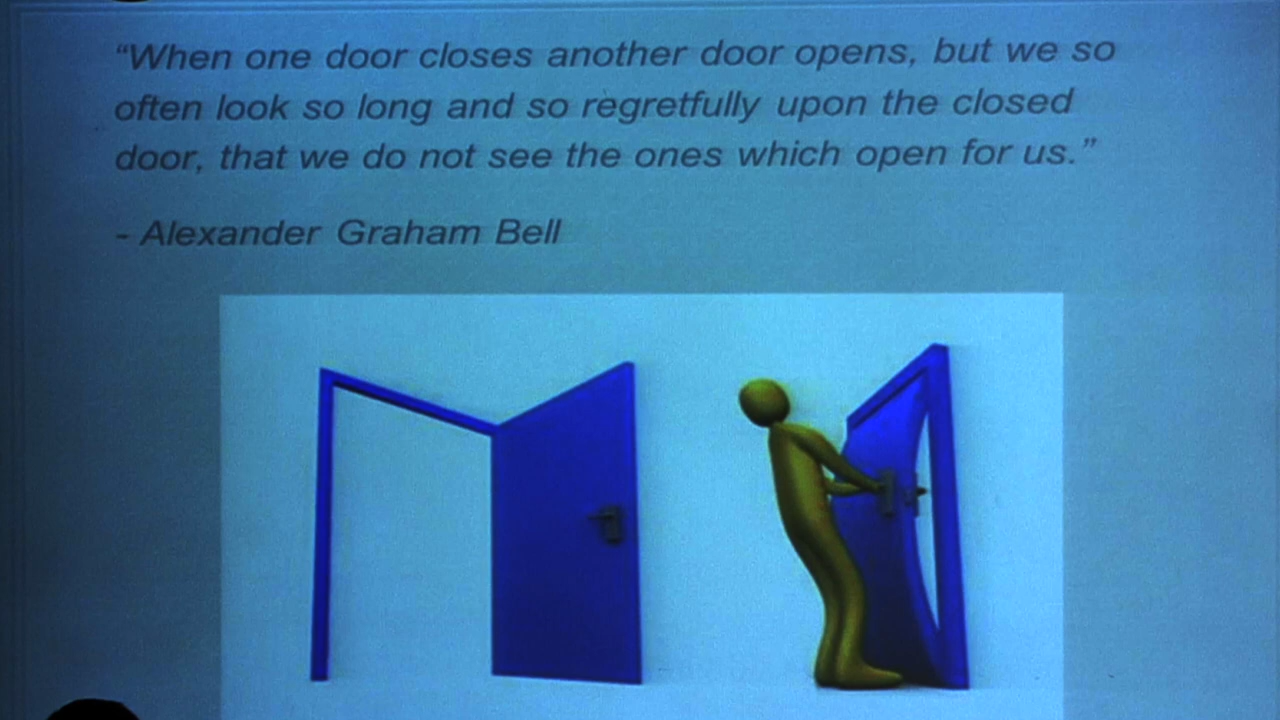 “When one door closes another door opens, but we so
often look so long and so regretfully upon the closed
door, that we do not see the ones which open for us.”
- Alexander Graham Bell